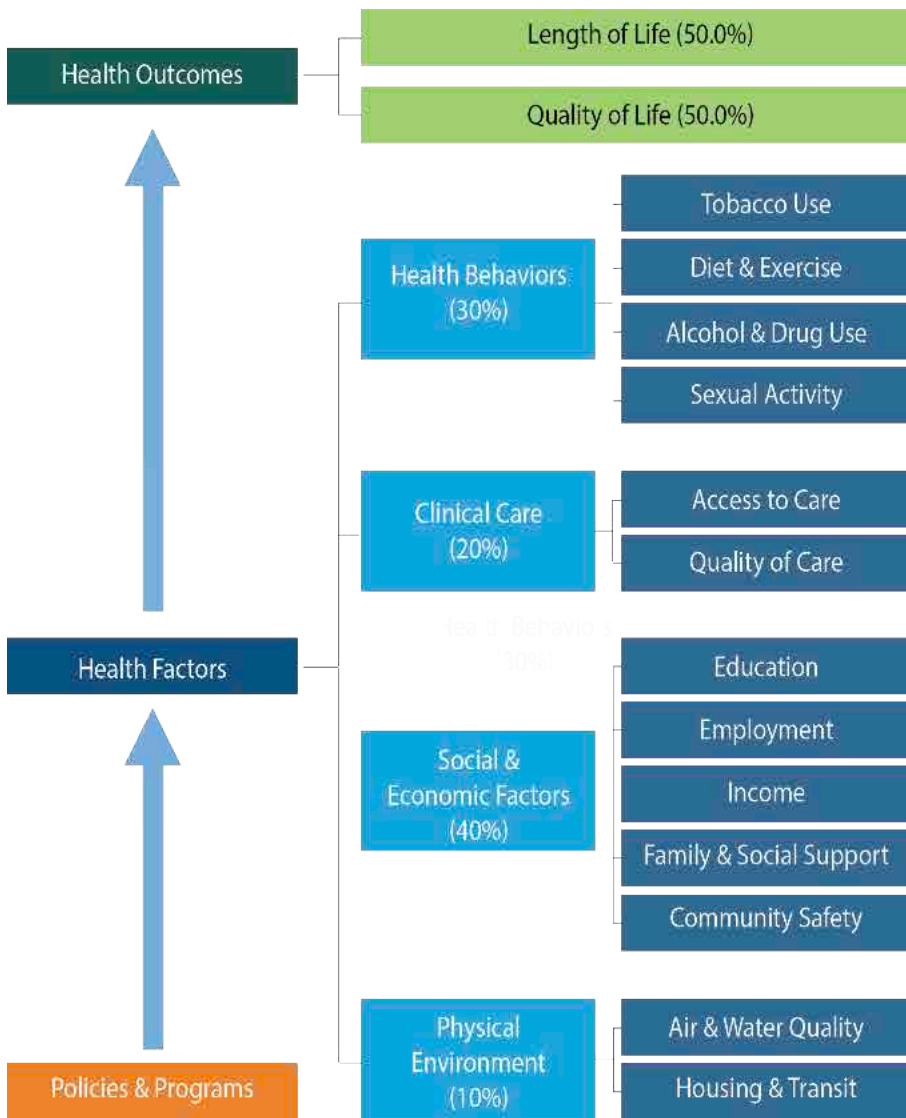 Health Outcomes
Length of Life (50.0%)
Quality of Life (50.0%)
Health Factors
Health Behaviors
(30%)
Tobacco Use
Diet & Exercise
Alcohol & Drug Use
Sexual Activity
Clinical Care
(20%)
Access to Care
Quality of Care
Health Behaviors
(30%)
Social &
Economic Factors
(40%)
Education
Employment
Income
Family & Social Support
Community Safety
Physical
Environment
(10%)
Air & Water Quality
Housing & Transit
Policies & Programs